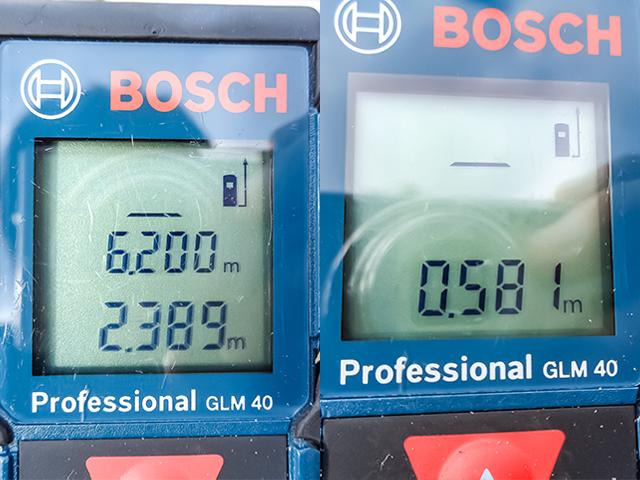 BOSCH
6.200 m
2.389 m
Professional GLM 40
BOSCH
0.581 m
Professional GLM 40